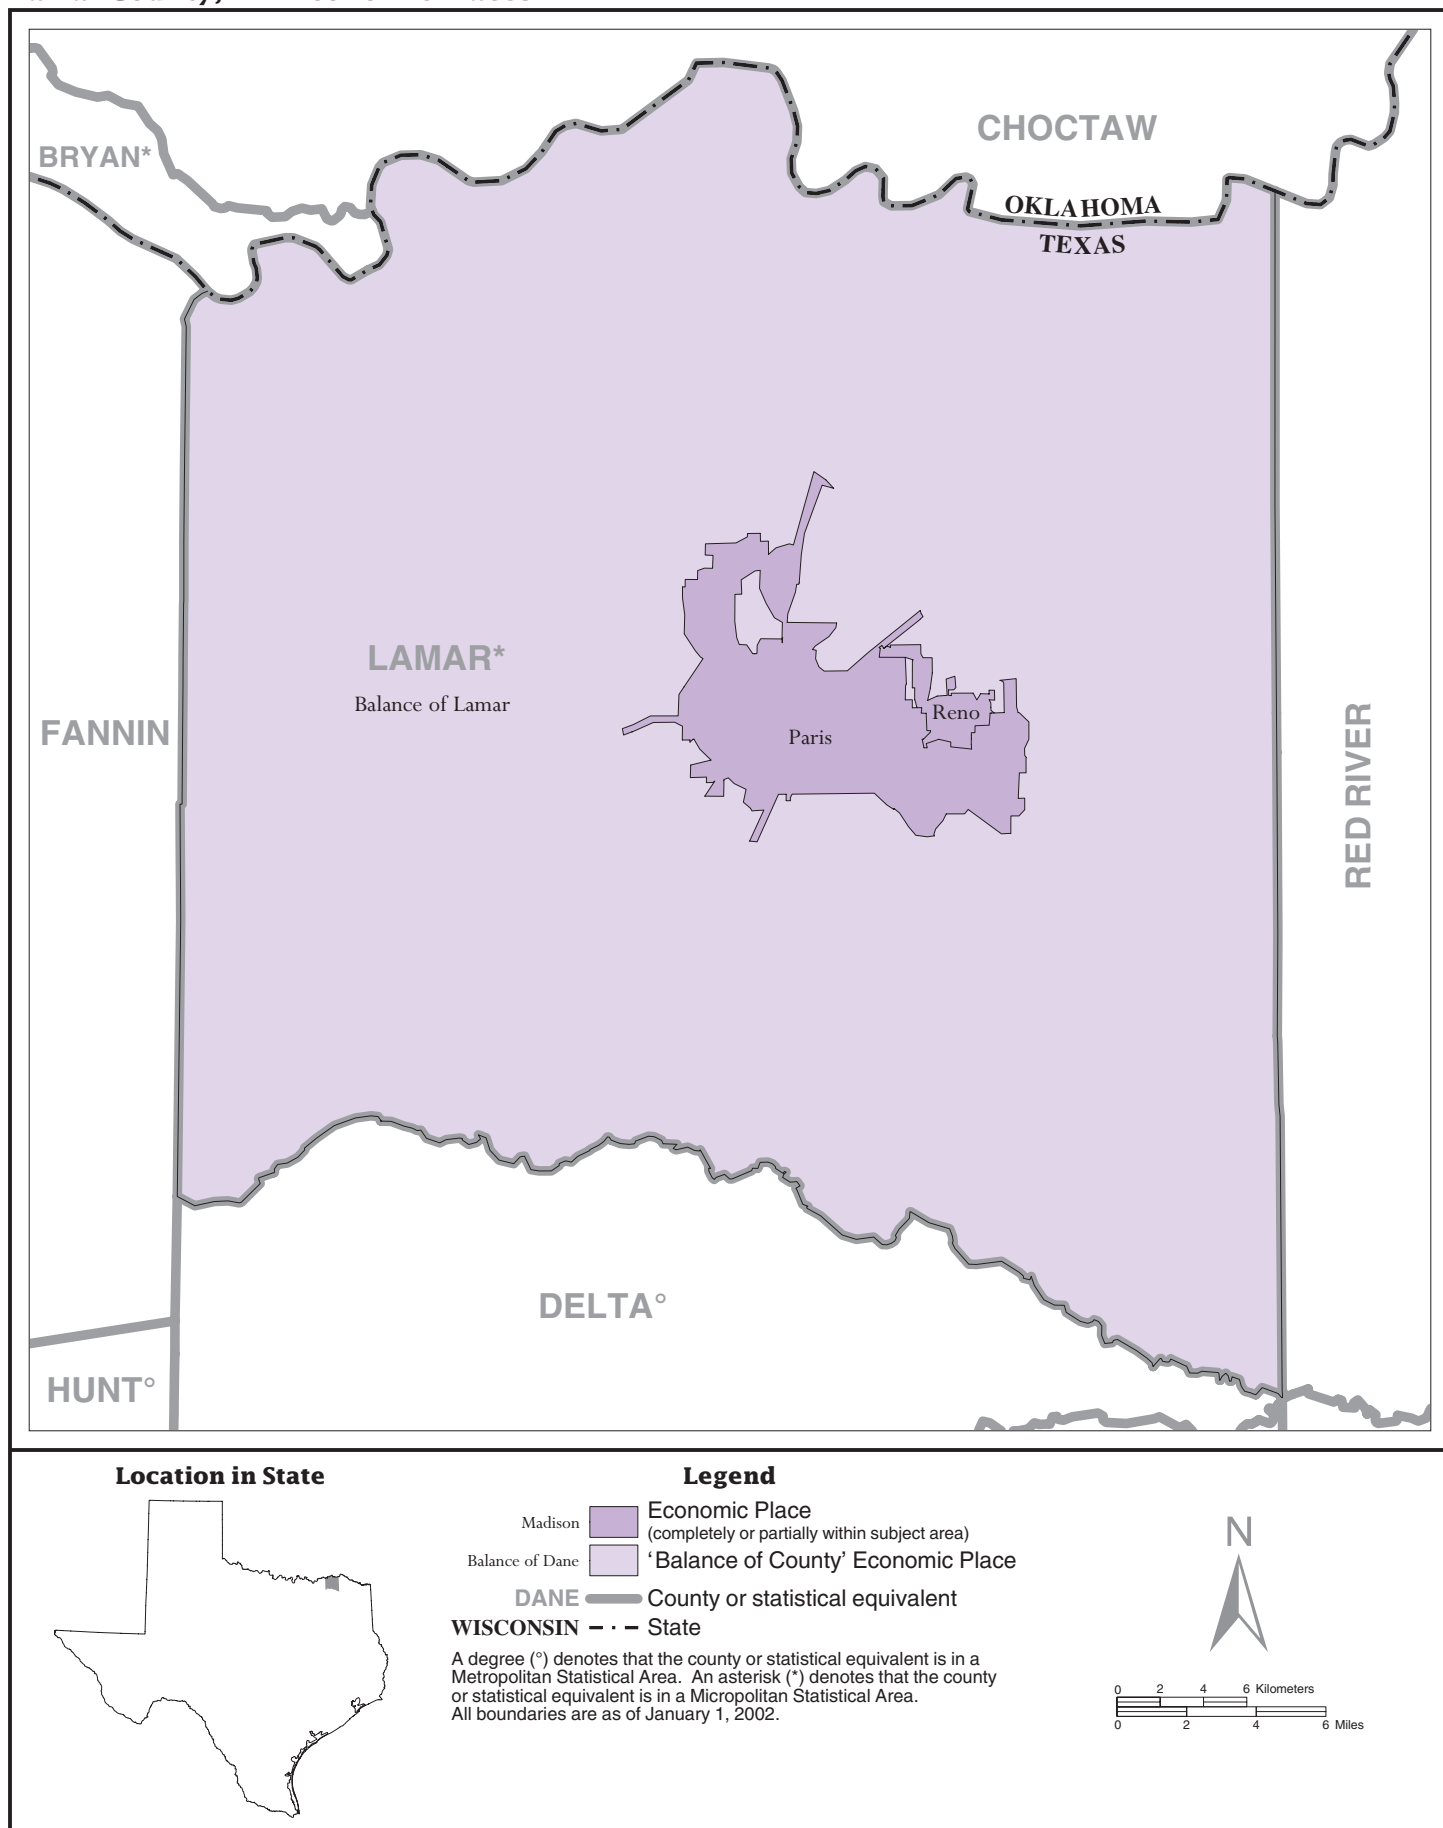 CHOCTAW
BRYAN*
OKLAHOMA
TEXAS
LAMAR*
Balance of Lamar
FANNIN
Reno
Paris
RED RIVER
DELTA°
HUNT°
Location in State
Legend
Madison
Economic Place
(completely or partially within subject area)
Balance of Dane
‘Balance of County’ Economic Place
DANE
County or statistical equivalent
WISCONSIN
State
A degree (°) denotes that the county or statistical equivalent is in a
Metropolitan Statistical Area. An asterisk (*) denotes that the county
or statistical equivalent is in a Micropolitan Statistical Area.
All boundaries are as of January 1, 2002.
N
0 2 4 6 Kilometers
0 2 4 6 Miles